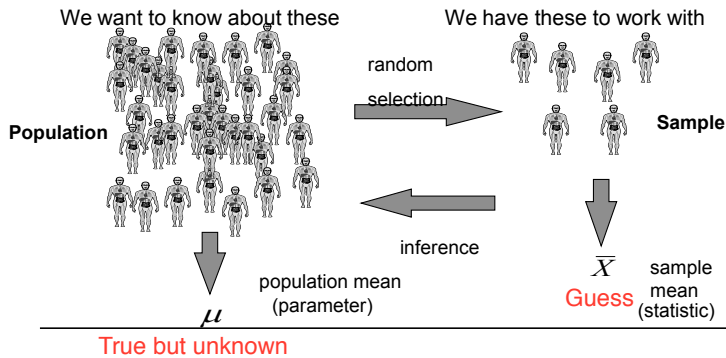 We want to know about these
We have these to work with
random
selection
Population
Sample
inference
X̅
Guess
sample
mean
(statistic)
population mean
(parameter)
μ
True but unknown